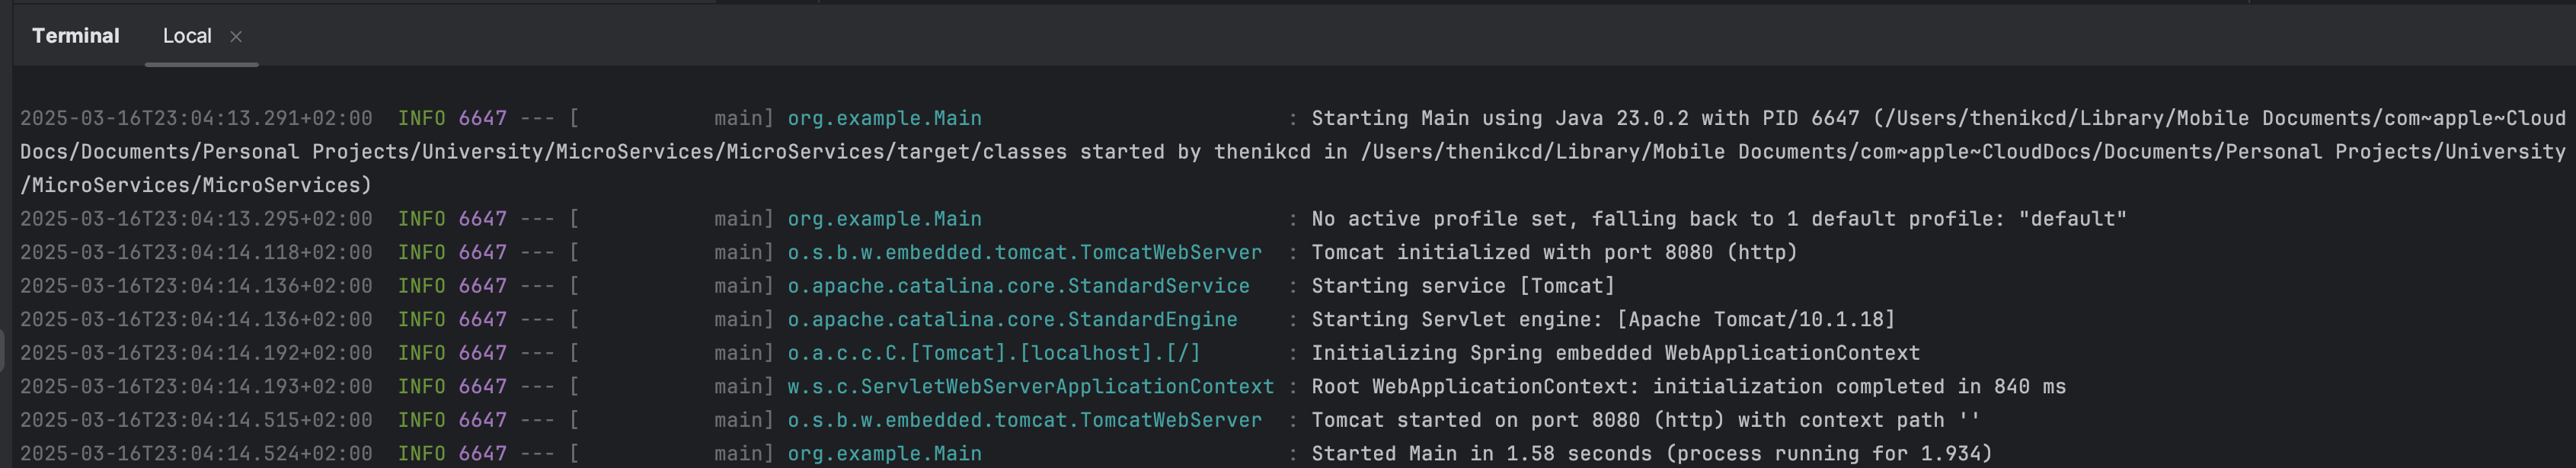 Terminal Local ×
2025-03-16T23:04:13.291+02:00  INFO 6647 --- [           main] org.example.Main                         : Starting Main using Java 23.0.2 with PID 6647 (/Users/thenikcd/Library/Mobile Documents/com~apple~Cloud
Docs/Documents/Personal Projects/University/MicroServices/MicroServices/target/classes started by thenikcd in /Users/thenikcd/Library/Mobile Documents/com~apple~CloudDocs/Documents/Personal Projects/University
/MicroServices/MicroServices)
2025-03-16T23:04:13.295+02:00  INFO 6647 --- [           main] org.example.Main                         : No active profile set, falling back to 1 default profile: "default"
2025-03-16T23:04:14.118+02:00  INFO 6647 --- [           main] o.s.b.w.embedded.tomcat.TomcatWebServer  : Tomcat initialized with port 8080 (http)
2025-03-16T23:04:14.136+02:00  INFO 6647 --- [           main] o.apache.catalina.core.StandardService   : Starting service [Tomcat]
2025-03-16T23:04:14.136+02:00  INFO 6647 --- [           main] o.apache.catalina.core.StandardEngine    : Starting Servlet engine: [Apache Tomcat/10.1.18]
2025-03-16T23:04:14.192+02:00  INFO 6647 --- [           main] o.a.c.c.C.[Tomcat].[localhost].[/]       : Initializing Spring embedded WebApplicationContext
2025-03-16T23:04:14.193+02:00  INFO 6647 --- [           main] w.s.c.ServletWebServerApplicationContext : Root WebApplicationContext: initialization completed in 840 ms
2025-03-16T23:04:14.515+02:00  INFO 6647 --- [           main] o.s.b.w.embedded.tomcat.TomcatWebServer  : Tomcat started on port 8080 (http) with context path ''
2025-03-16T23:04:14.524+02:00  INFO 6647 --- [           main] org.example.Main                         : Started Main in 1.58 seconds (process running for 1.934)